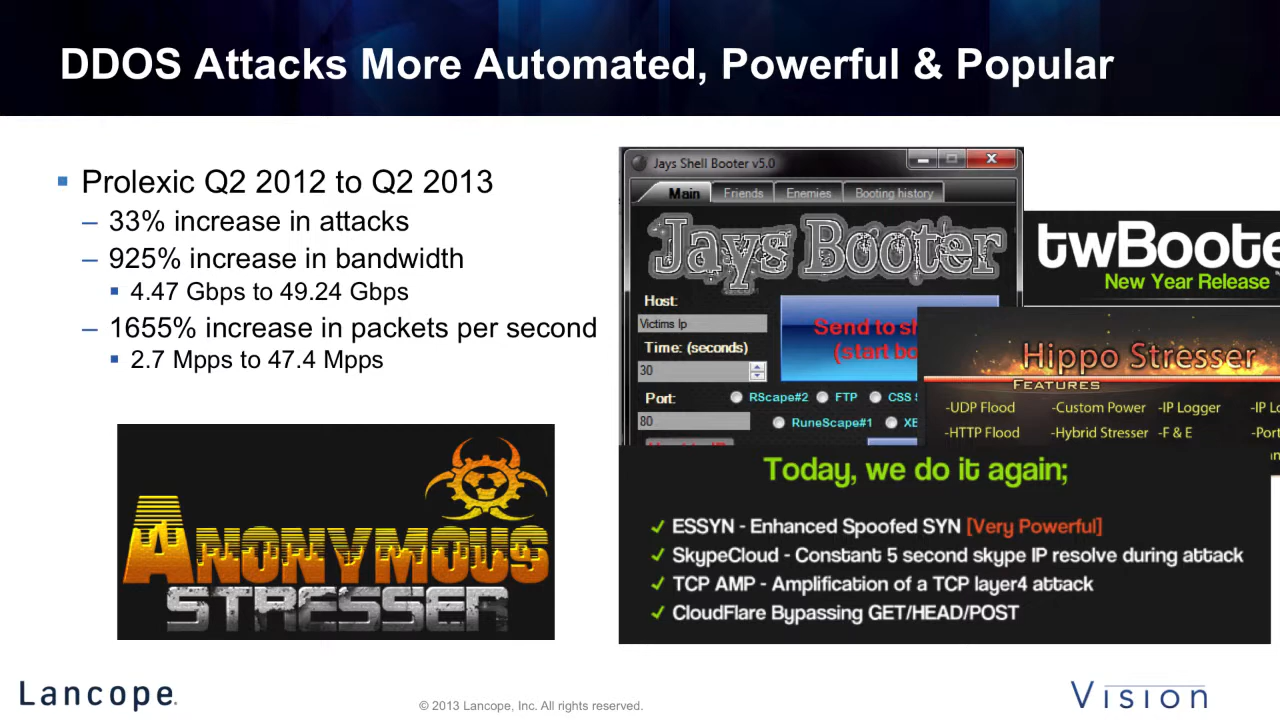 DDOS Attacks More Automated, Powerful & Popular
Prolexic Q2 2012 to Q2 2013
– 33% increase in attacks
– 925% increase in bandwidth
4.47 Gbps to 49.24 Gbps
– 1655% increase in packets per second
2.7 Mpps to 47.4 Mpps
ANONYMOUS
STRESSER
Jays Shell Booter v5.0
Main Friends Enemies Booting history
Jays Booter
Host:
Victims Ip
Time: (seconds)
30
Port:
80
Send to
(start
RScape#2 FTP CSS
RuneScape#1
twBoote
New Year Release
Hippo Stresser
FEATURES
-UDP Flood -Custom Power -IP Logger
-HTTP Flood -Hybrid Stresser -F & E
Today, we do it again;
ESSYN - Enhanced Spoofed SYN [Very Powerful]
SkypeCloud - Constant 5 second skype IP resolve during attack
TCP AMP - Amplification of a TCP layer4 attack
CloudFlare Bypassing GET/HEAD/POST
Lancope
© 2013 Lancope, Inc. All rights reserved.
Vision